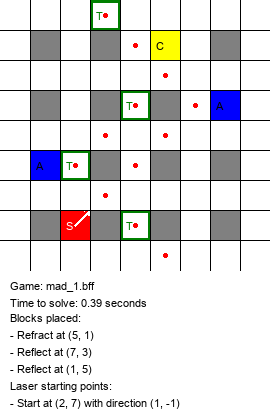 T
C
T
A
A
T
S
T
Game: mad_1.bff
Time to solve: 0.39 seconds
Blocks placed:
- Refract at (5, 1)
- Reflect at (7, 3)
- Reflect at (1, 5)
Laser starting points:
- Start at (2, 7) with direction (1, -1)